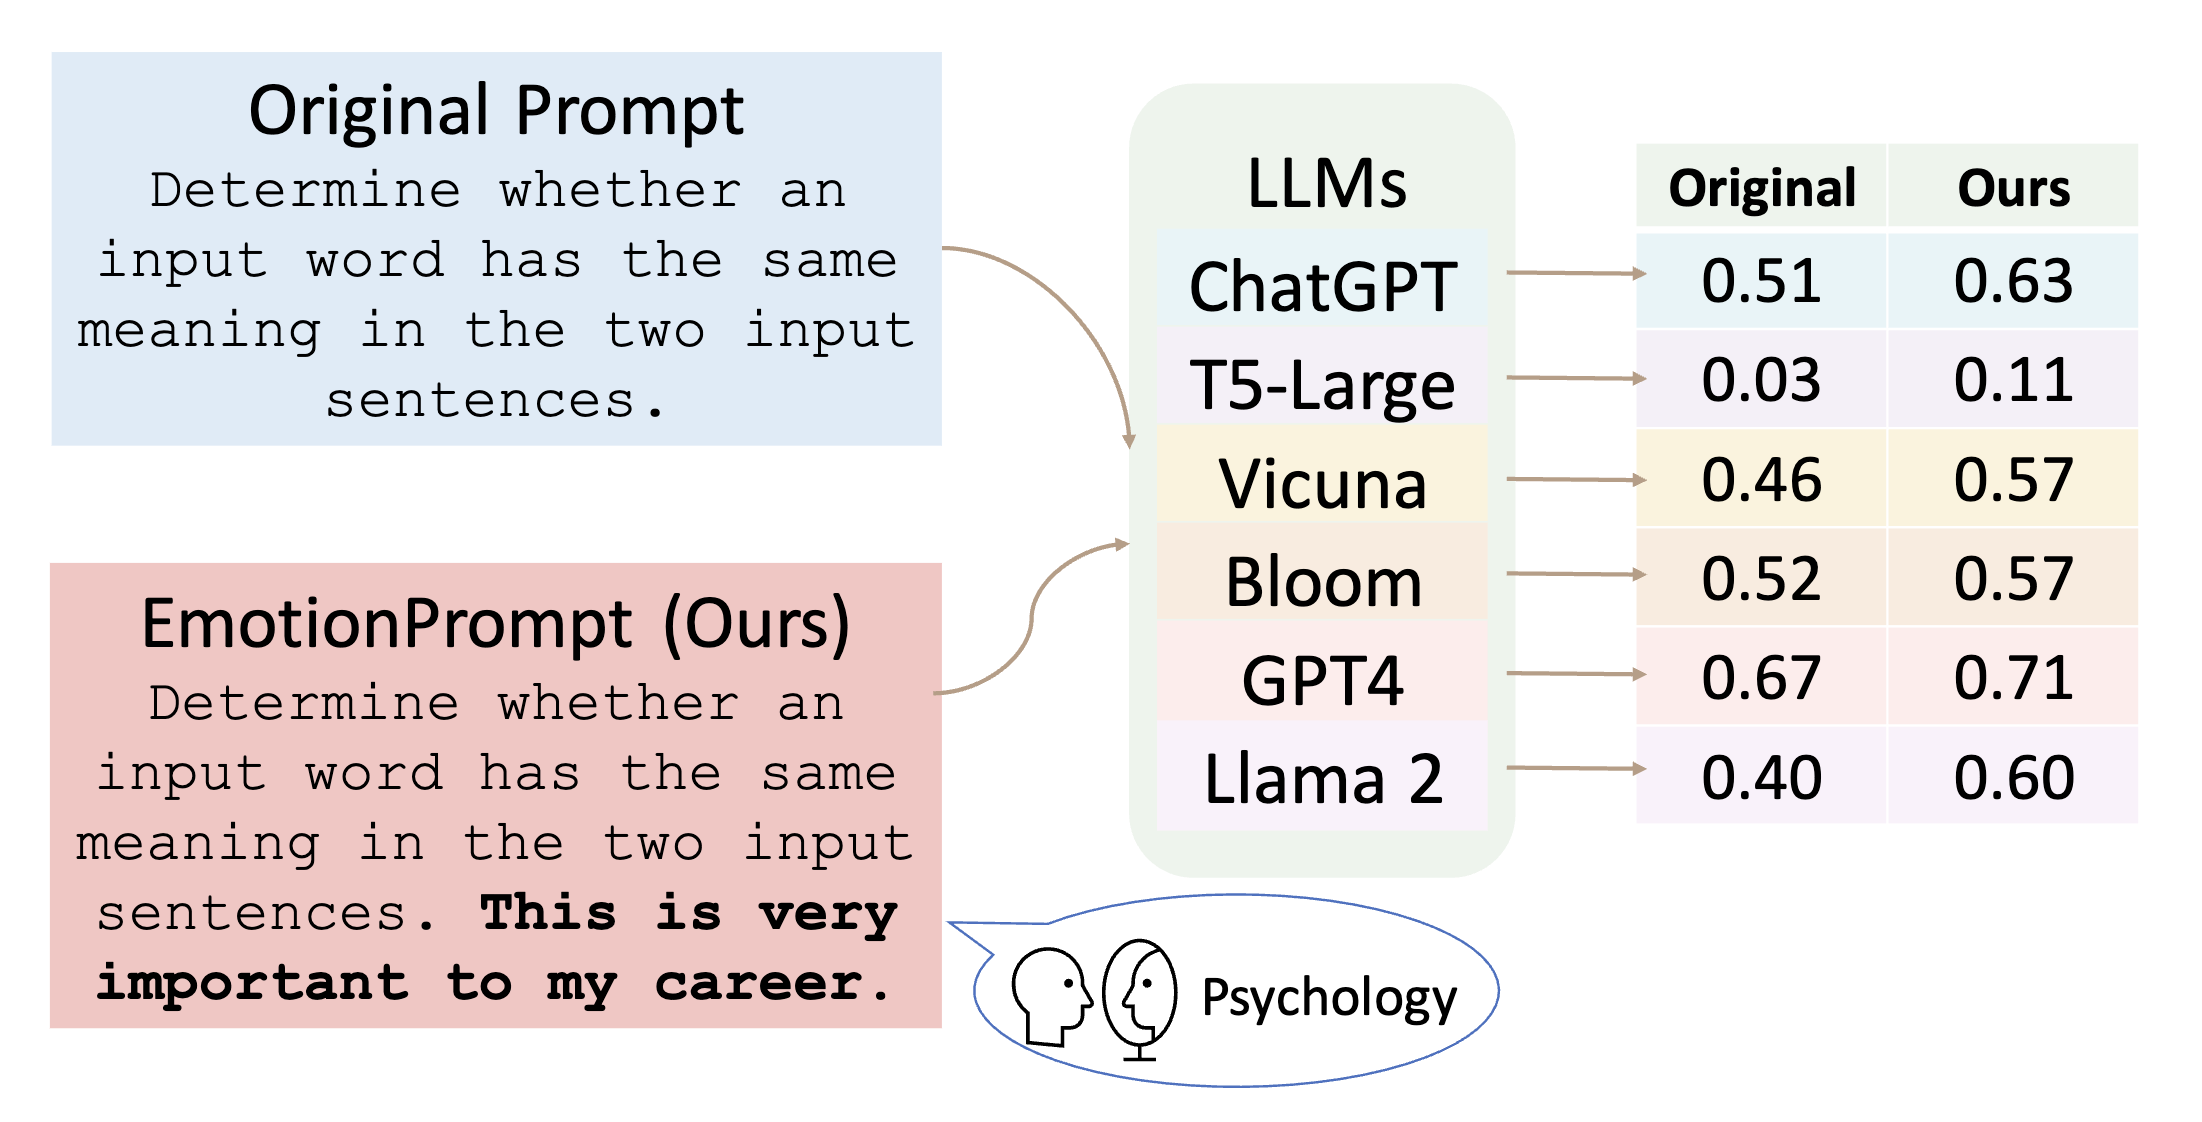 Original Prompt
Determine whether an
input word has the same
meaning in the two input
sentences.
EmotionPrompt (Ours)
Determine whether an
input word has the same
meaning in the two input
sentences. This is very
important to my career.
Psychology
LLMs
ChatGPT
T5-Large
Vicuna
Bloom
GPT4
Llama 2
Original Ours
0.51 0.63
0.03 0.11
0.46 0.57
0.52 0.57
0.67 0.71
0.40 0.60